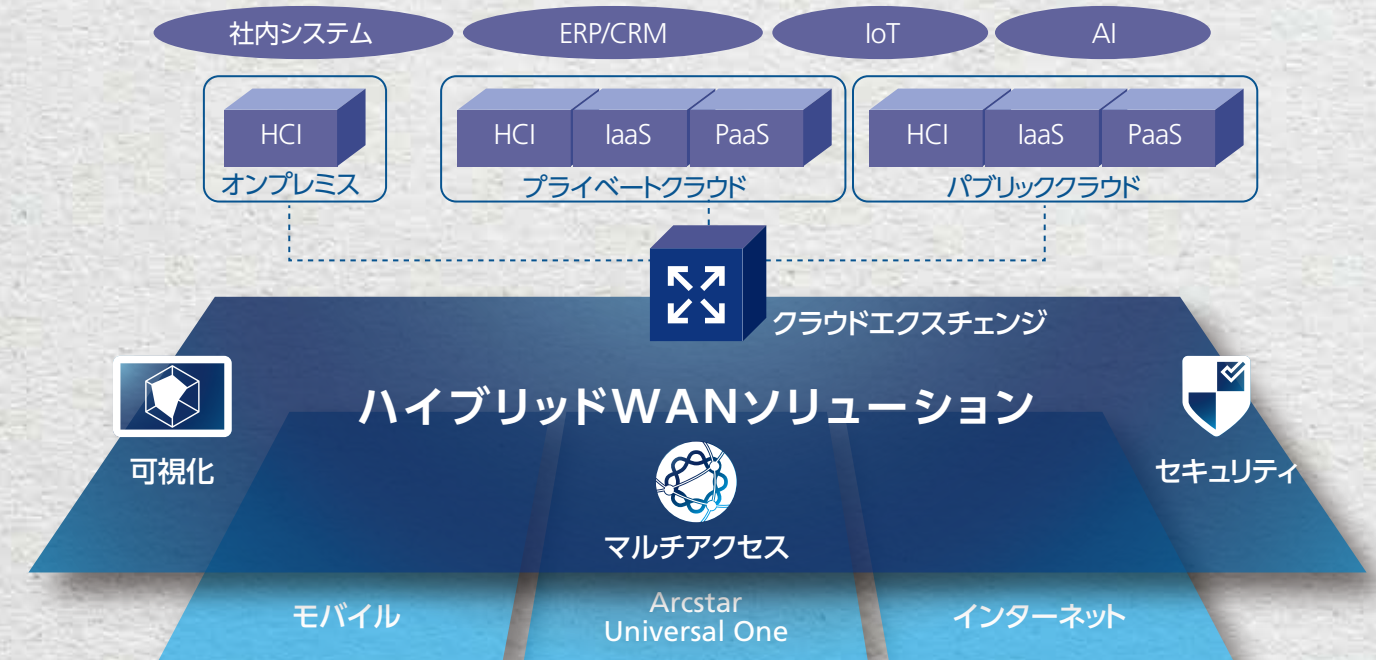 社内システム
ERP/CRM
IoT
AI
HCI
オンプレミス
HCI
IaaS
PaaS
プライベートクラウド
HCI
IaaS
PaaS
パブリッククラウド
クラウドエクスチェンジ
ハイブリッドWANソリューション
可視化
セキュリティ
マルチアクセス
モバイル
Arcstar
Universal One
インターネット